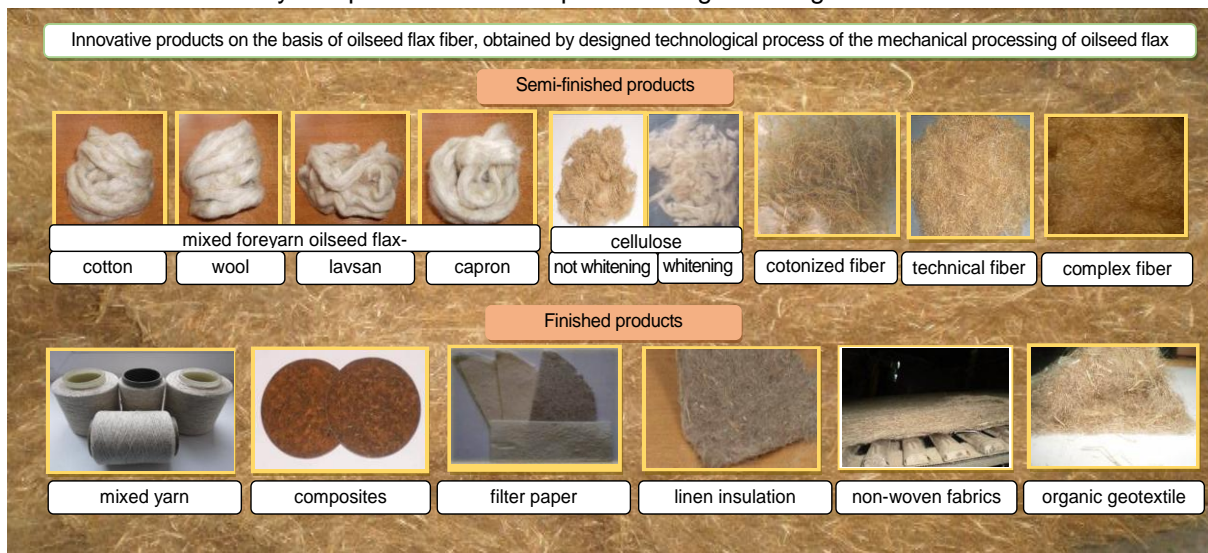 Innovative products on the basis of oilseed flax fiber, obtained by designed technological process of the mechanical processing of oilseed flax
Semi-finished products
mixed foreyarn oilseed flax-
cellulose
cotton
wool
lavsan
capron
not whitening
whitening
cotonized fiber
technical fiber
complex fiber
Finished products
mixed yarn
composites
filter paper
linen insulation
non-woven fabrics
organic geotextile